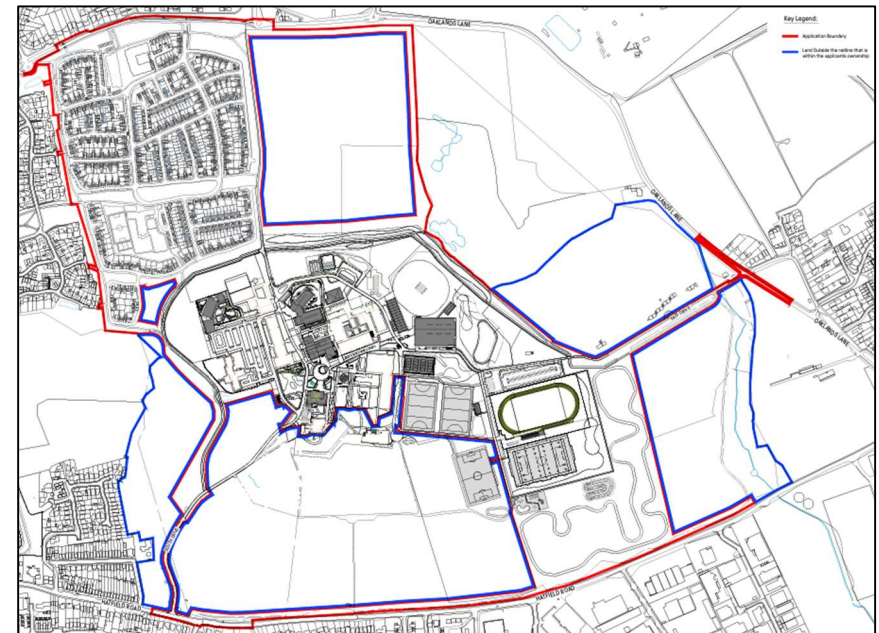 OAKLANDS LANE
Key Legend:
Application Boundary
Land Outside the redline that is
within the applicants ownership
OAKLANDS LANE
OAKLANDS LANE
HATFIELD ROAD
HATFIELD ROAD